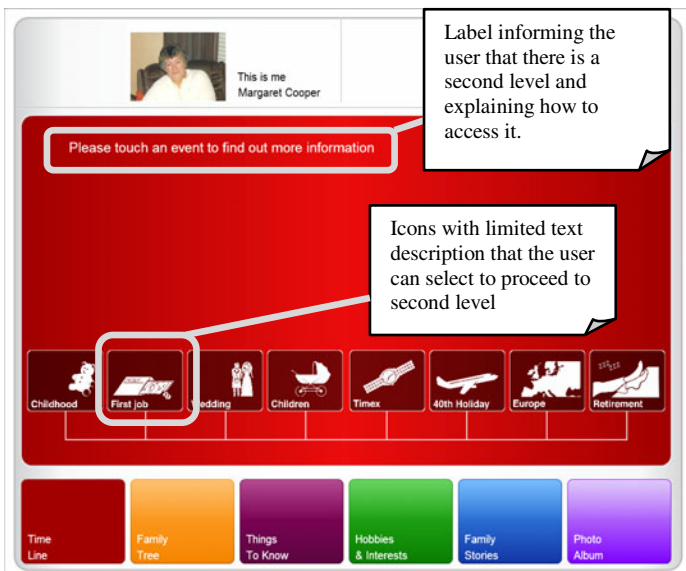 Label informing the
user that there is a
second level and
explaining how to
access it.
This is me
Margaret Cooper
Please touch an event to find out more information
Icons with limited text
description that the user
can select to proceed to
second level
Childhood
First job
Wedding
Children
Timex
40th Holiday
Europe
Retirement
Time
Line
Family
Tree
Things
To Know
Hobbies
& Interests
Family
Stories
Photo
Album